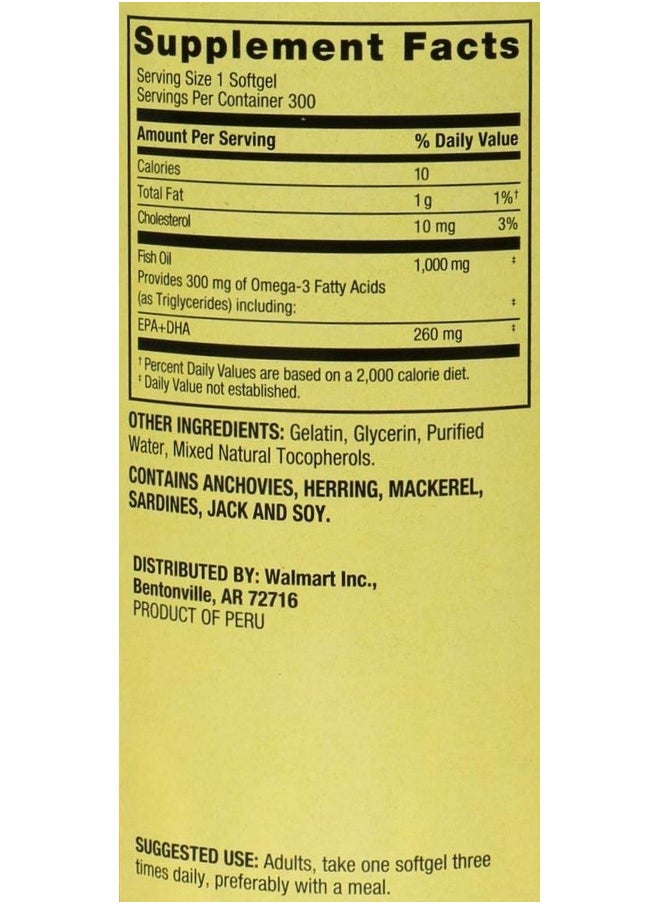 Supplement Facts
Serving Size 1 Softgel
Servings Per Container 300
Amount Per Serving % Daily Value
Calories 10
Total Fat 1 g 1%†
Cholesterol 10 mg 3%
Fish Oil 1,000 mg ‡
Provides 300 mg of Omega-3 Fatty Acids
(as Triglycerides) including: ‡
EPA+DHA 260 mg ‡
† Percent Daily Values are based on a 2,000 calorie diet.
‡ Daily Value not established.
OTHER INGREDIENTS: Gelatin, Glycerin, Purified
Water, Mixed Natural Tocopherols.
CONTAINS ANCHOVIES, HERRING, MACKEREL,
SARDINES, JACK AND SOY.
DISTRIBUTED BY: Walmart Inc.,
Bentonville, AR 72716
PRODUCT OF PERU
SUGGESTED USE: Adults, take one softgel three
times daily, preferably with a meal.